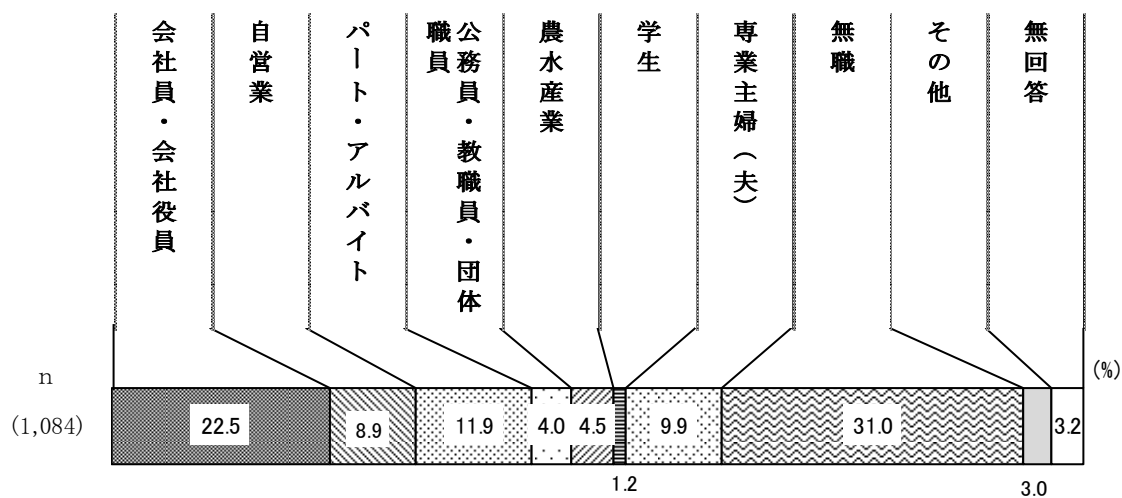 会社員・会社役員
自営業
パート・アルバイト
公務員・教職員・団体
職員
農水産業
学生
専業主婦（夫）
無職
その他
無回答
(%)
n
(1,084)
22.5
8.9
11.9
4.0
4.5
1.2
9.9
31.0
3.0
3.2